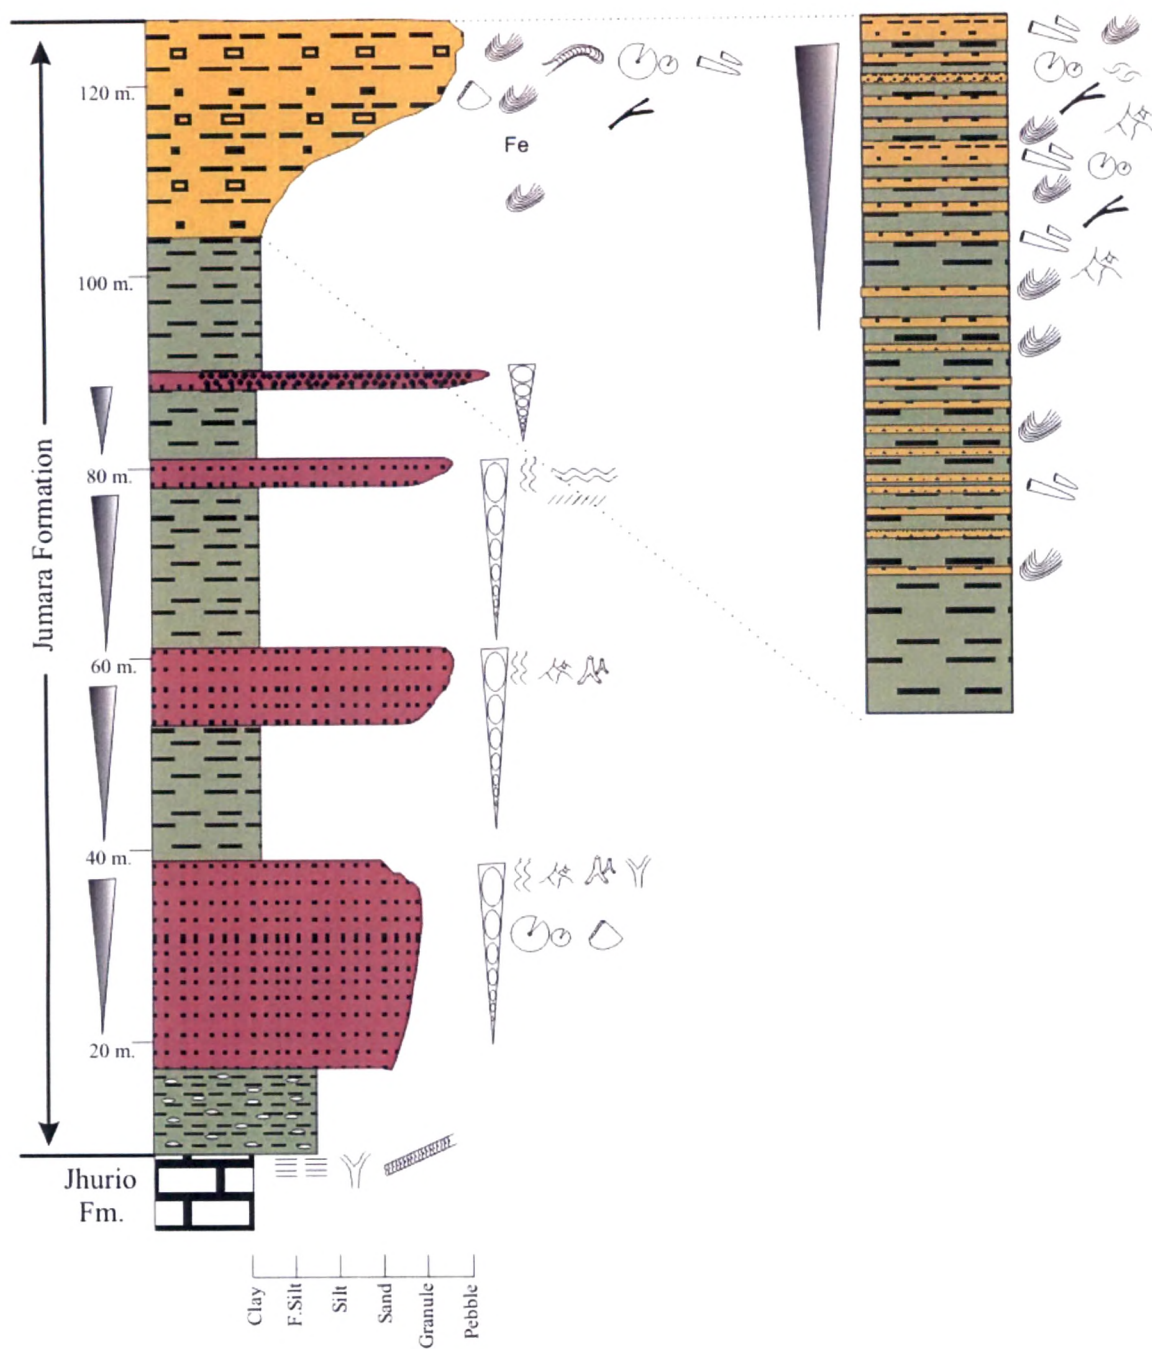 120 m.
Fe
100 m.
80 m.
60 m.
40 m.
20 m.
Jumara Formation
Jhurio
Fm.
Clay
F.Silt
Silt
Sand
Granule
Pebble